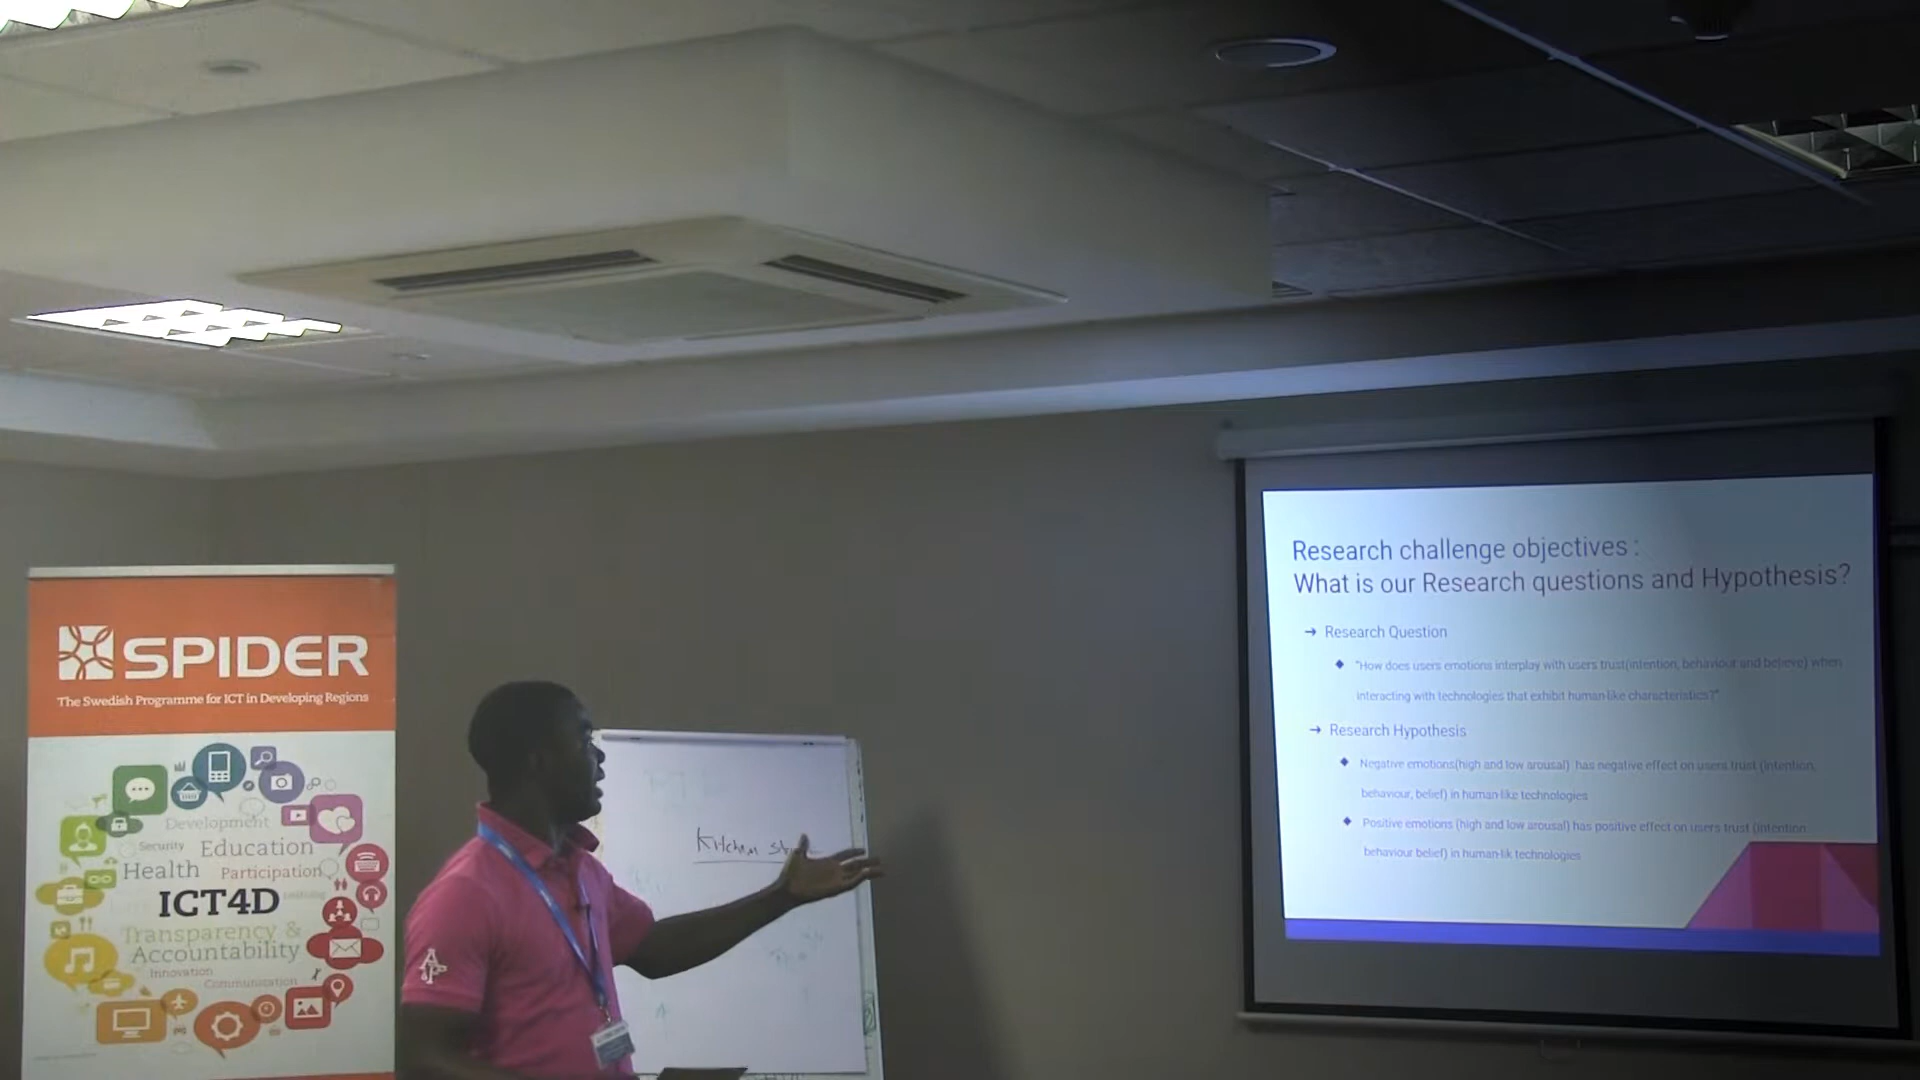 SPIDER
The Swedish Programme for ICT in Developing Regions
Development
Security Education
Health Participation
ICT4D
Transparency &
Accountability
Innovation
Communication
AP
Kitchen
Research challenge objectives :
What is our Research questions and Hypothesis?
→ Research Question
◆ "How does users emotions interplay with users trust(intention, behaviour and believe) when
interacting with technologies that exhibit human-like characteristics?"
→ Research Hypothesis
◆ Negative emotions(high and low arousal) has negative effect on users trust (intention,
behaviour, belief) in human-like technologies
◆ Positive emotions (high and low arousal) has positive effect on users trust (intention
behaviour belief) in human-lik technologies